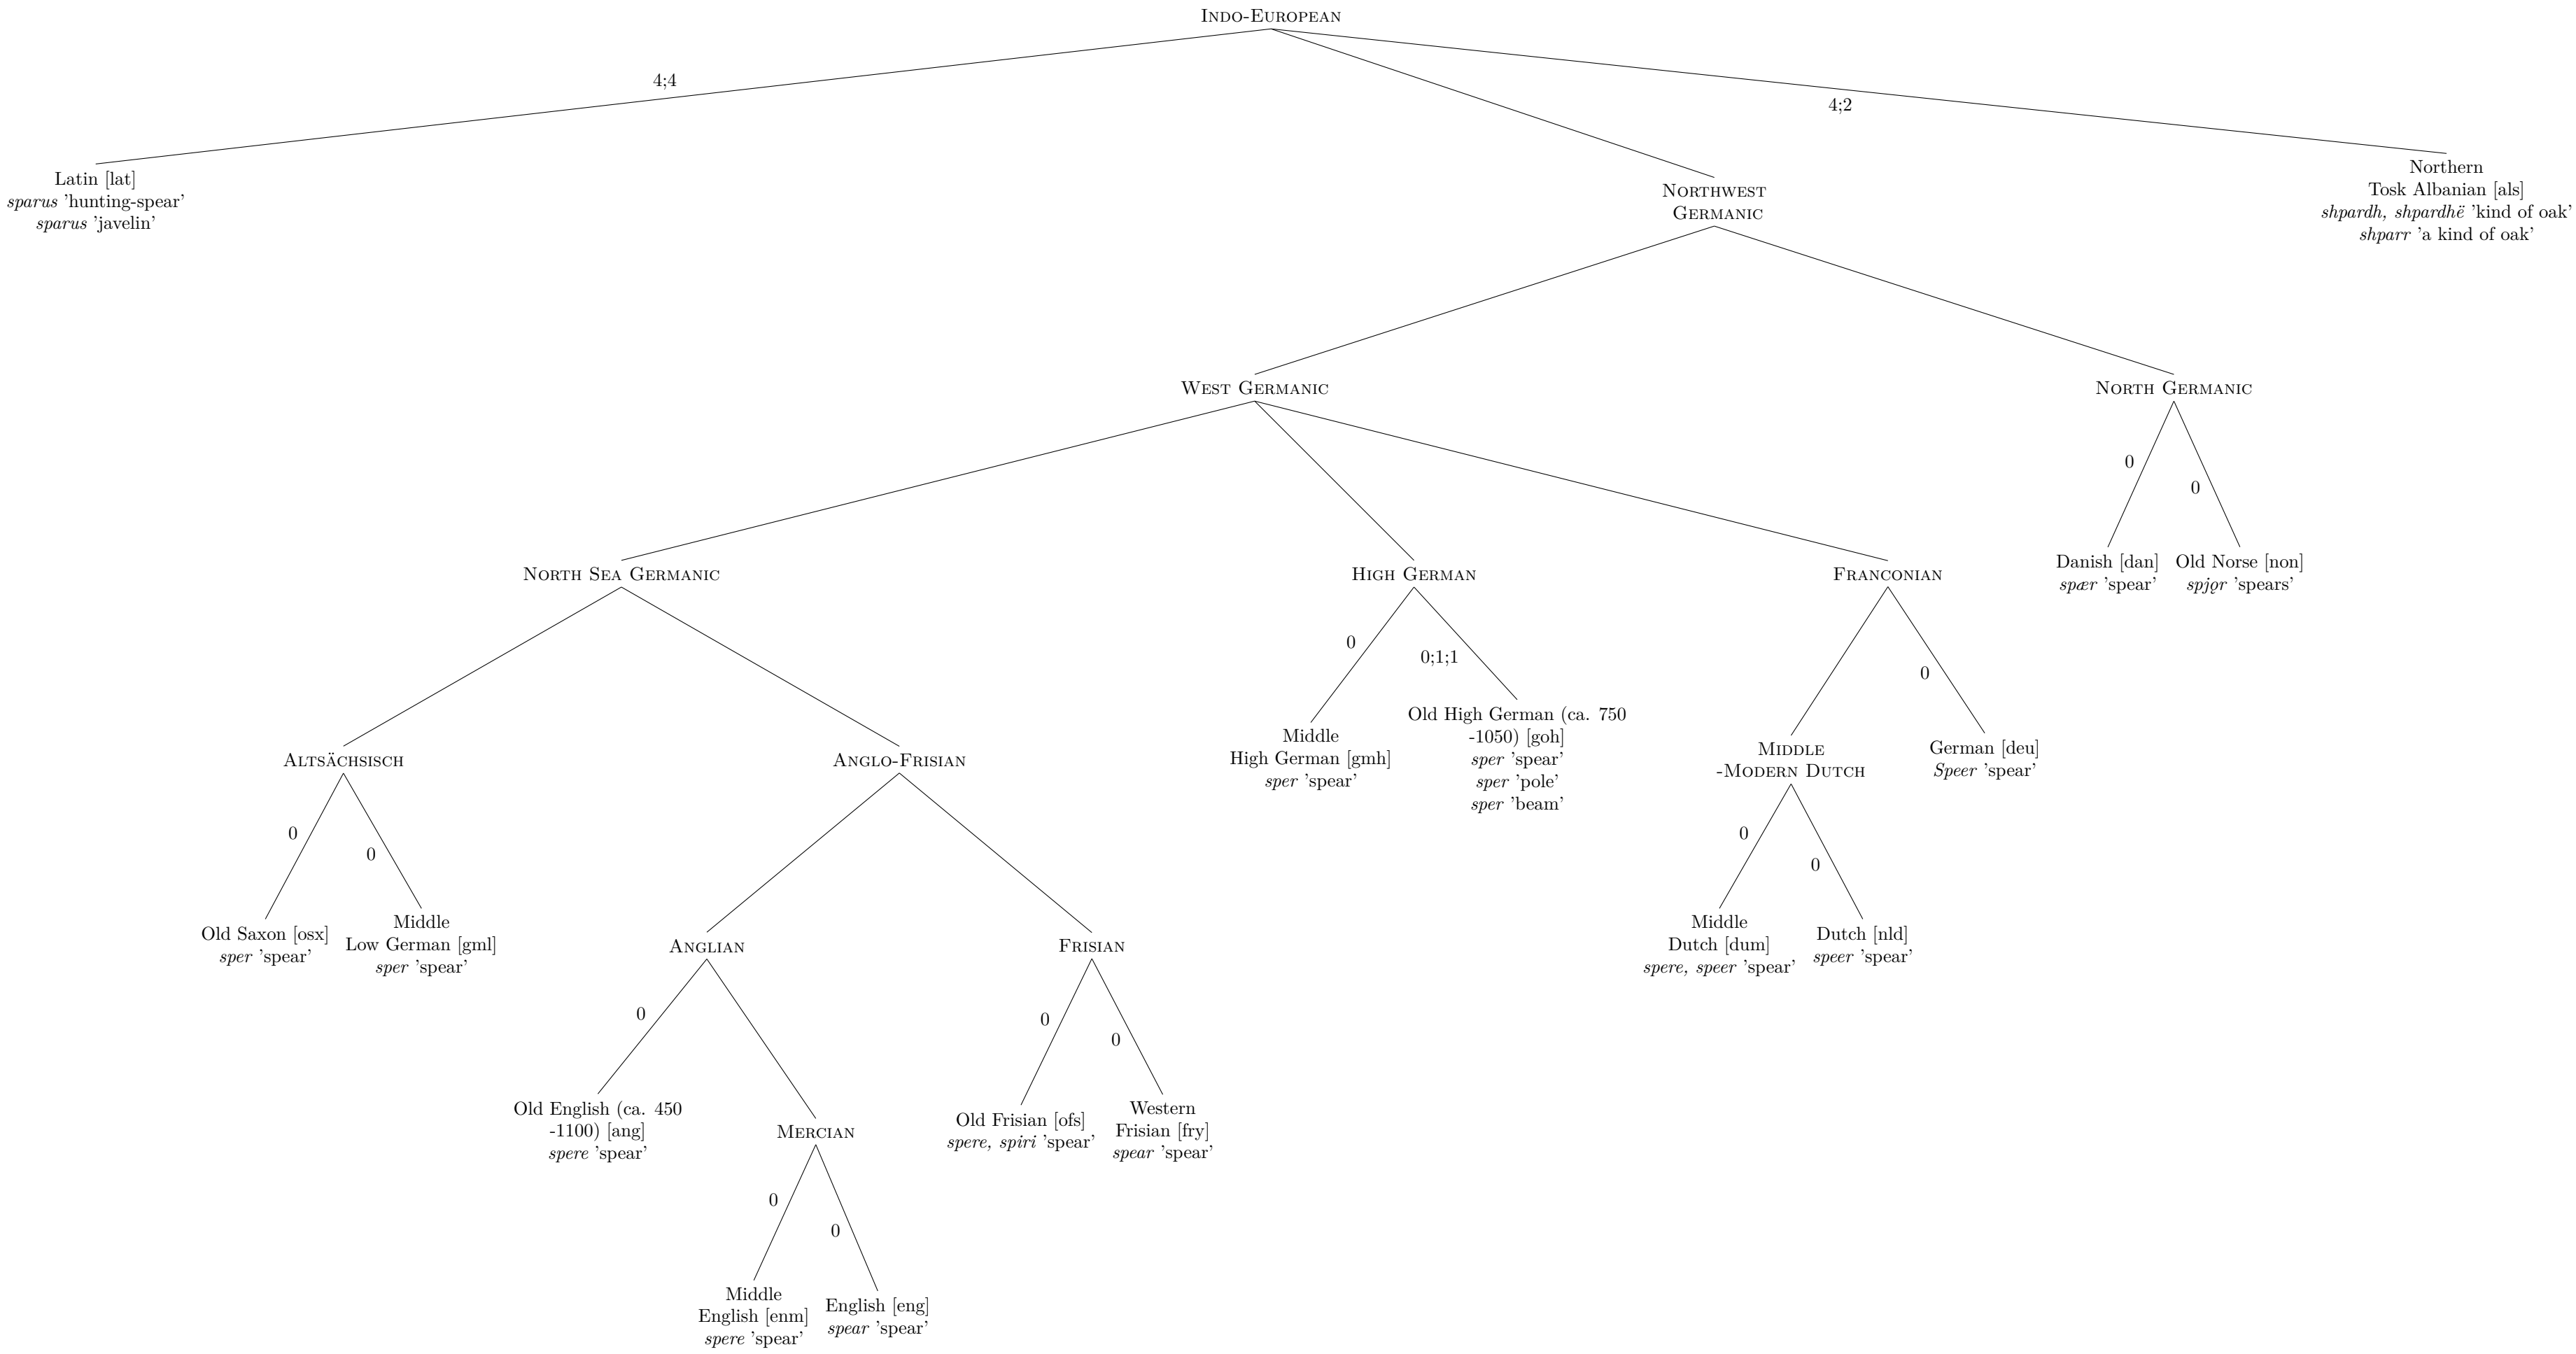 INDO-EUROPEAN
4;4
4;2
Latin [lat]
sparus ’hunting-spear’
sparus ’javelin’
NORTHWEST
GERMANIC
Northern
Tosk Albanian [als]
shpardh, shpardhë ’kind of oak’
shparr ’a kind of oak’
WEST GERMANIC
NORTH GERMANIC
0
0
NORTH SEA GERMANIC
HIGH GERMAN
FRANCONIAN
Danish [dan]
spær ’spear’
Old Norse [non]
spjǫr ’spears’
0
0;1;1
0
ALTSÄCHSISCH
ANGLO-FRISIAN
Middle
High German [gmh]
sper ’spear’
Old High German (ca. 750
-1050) [goh]
sper ’spear’
sper ’pole’
sper ’beam’
MIDDLE
-MODERN DUTCH
German [deu]
Speer ’spear’
0
0
0
0
Old Saxon [osx]
sper ’spear’
Middle
Low German [gml]
sper ’spear’
ANGLIAN
FRISIAN
Middle
Dutch [dum]
spere, speer ’spear’
Dutch [nld]
speer ’spear’
0
0
0
Old English (ca. 450
-1100) [ang]
spere ’spear’
MERCIAN
Old Frisian [ofs]
spere, spiri ’spear’
Western
Frisian [fry]
spear ’spear’
0
0
Middle
English [enm]
spere ’spear’
English [eng]
spear ’spear’